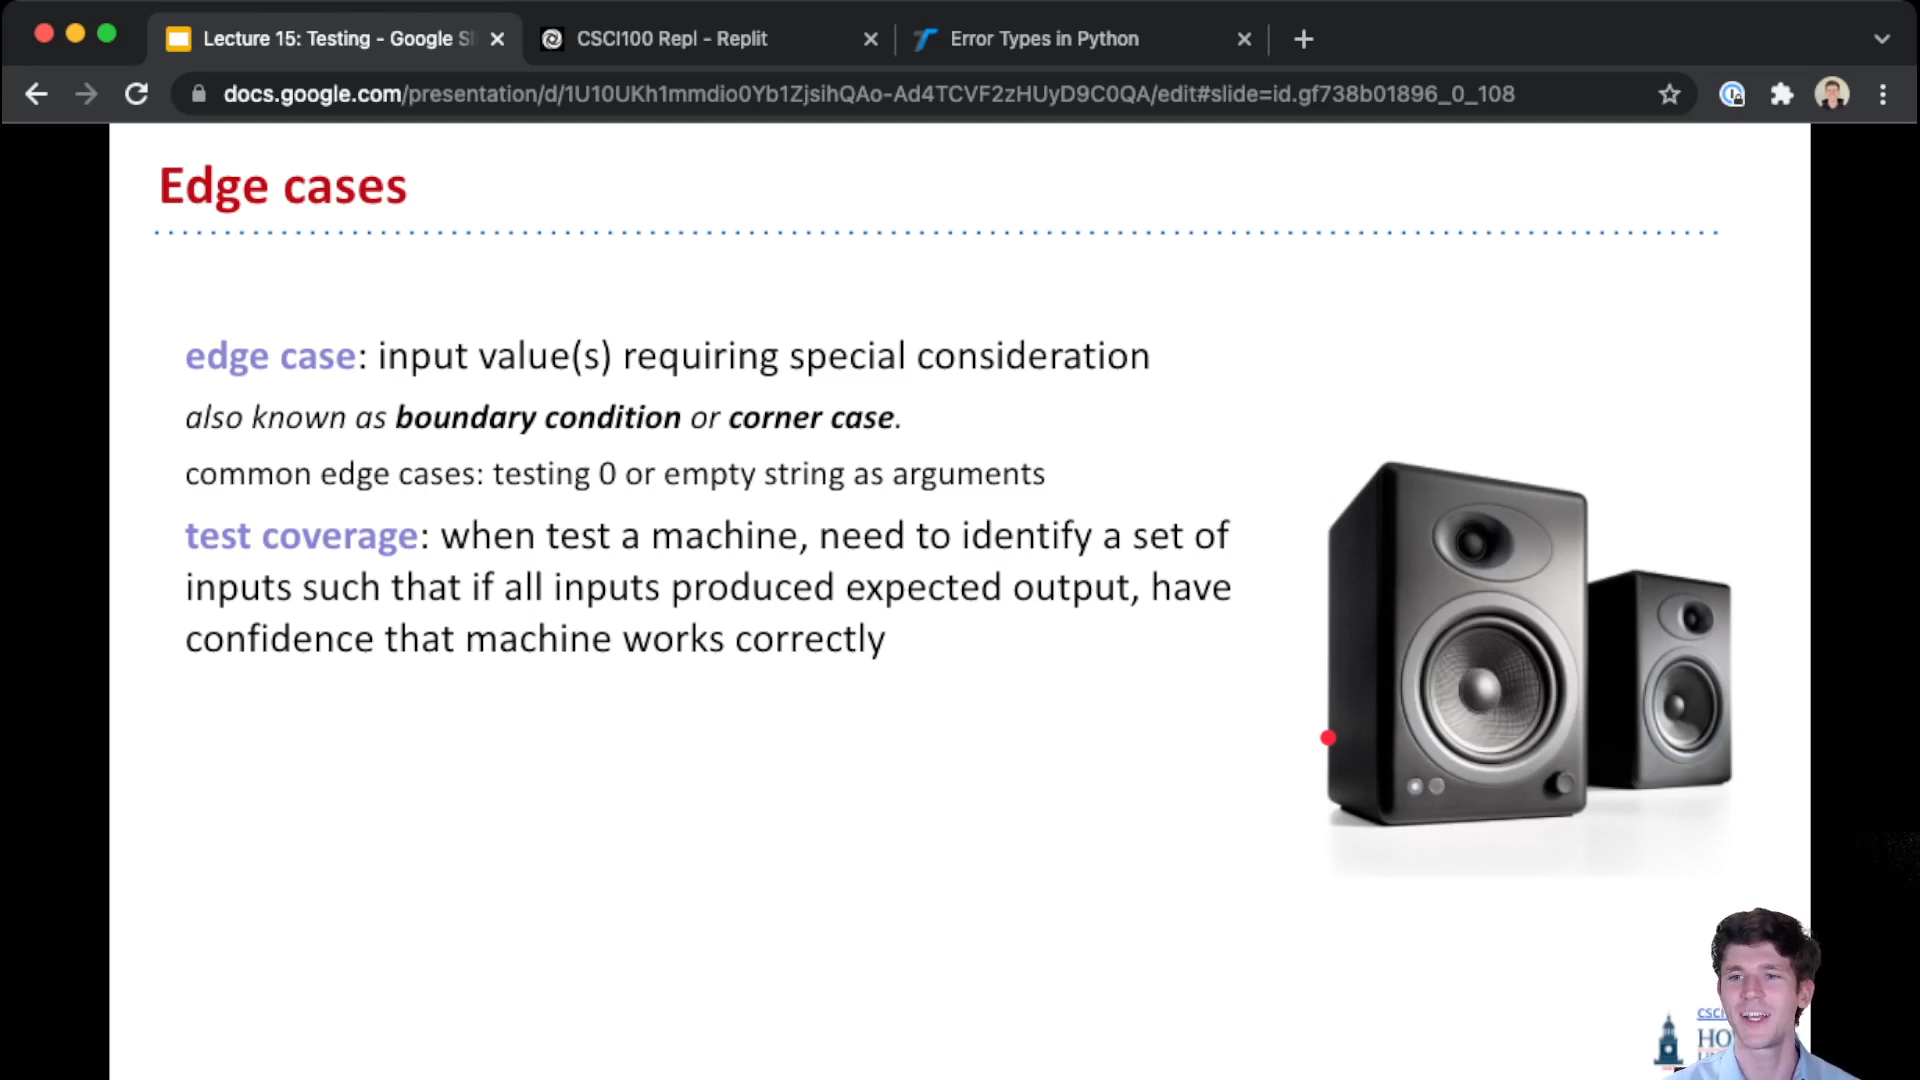 Lecture 15: Testing - Google Sl
CSCI100 Repl - Replit
Error Types in Python
docs.google.com/presentation/d/1U10UKh1mmdio0Yb1ZjsihQAo-Ad4TCVF2zHUyD9C0QA/edit#slide=id.gf738b01896_0_108
Edge cases
edge case: input value(s) requiring special consideration
also known as boundary condition or corner case.
common edge cases: testing 0 or empty string as arguments
test coverage: when test a machine, need to identify a set of
inputs such that if all inputs produced expected output, have
confidence that machine works correctly
CSCI
HO